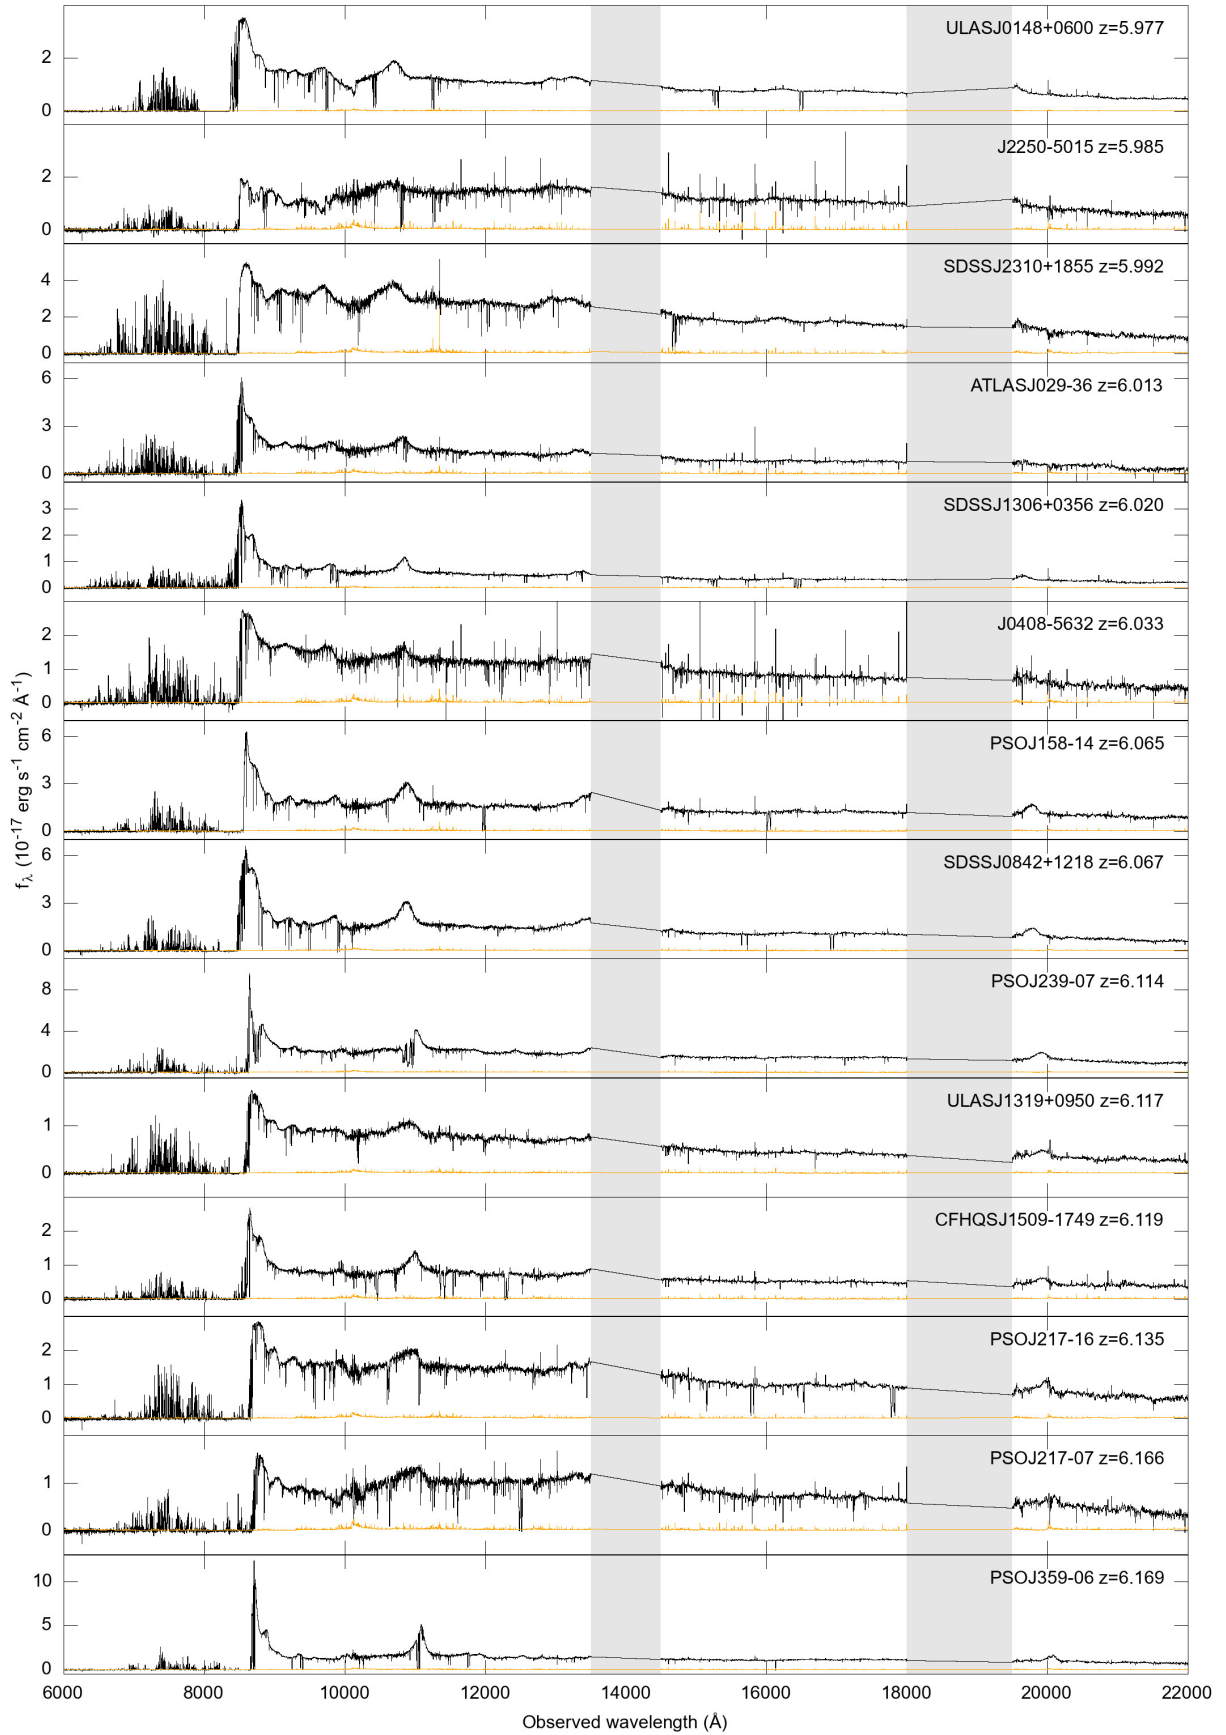 ULASJ0148+0600 z=5.977
2
0
J2250-5015 z=5.985
2
0
SDSSJ2310+1855 z=5.992
4
2
0
ATLASJ029-36 z=6.013
6
3
0
SDSSJ1306+0356 z=6.020
3
2
1
0
J0408-5632 z=6.033
2
1
0
PSOJ158-14 z=6.065
6
3
0
SDSSJ0842+1218 z=6.067
6
3
0
PSOJ239-07 z=6.114
8
4
0
ULASJ1319+0950 z=6.117
1
0
CFHQSJ1509-1749 z=6.119
2
1
0
PSOJ217-16 z=6.135
2
1
0
PSOJ217-07 z=6.166
1
0
PSOJ359-06 z=6.169
10
5
0
fλ (10⁻¹⁷ erg s⁻¹ cm⁻² Å⁻¹)
6000 8000 10000 12000 14000 16000 18000 20000 22000
Observed wavelength (Å)